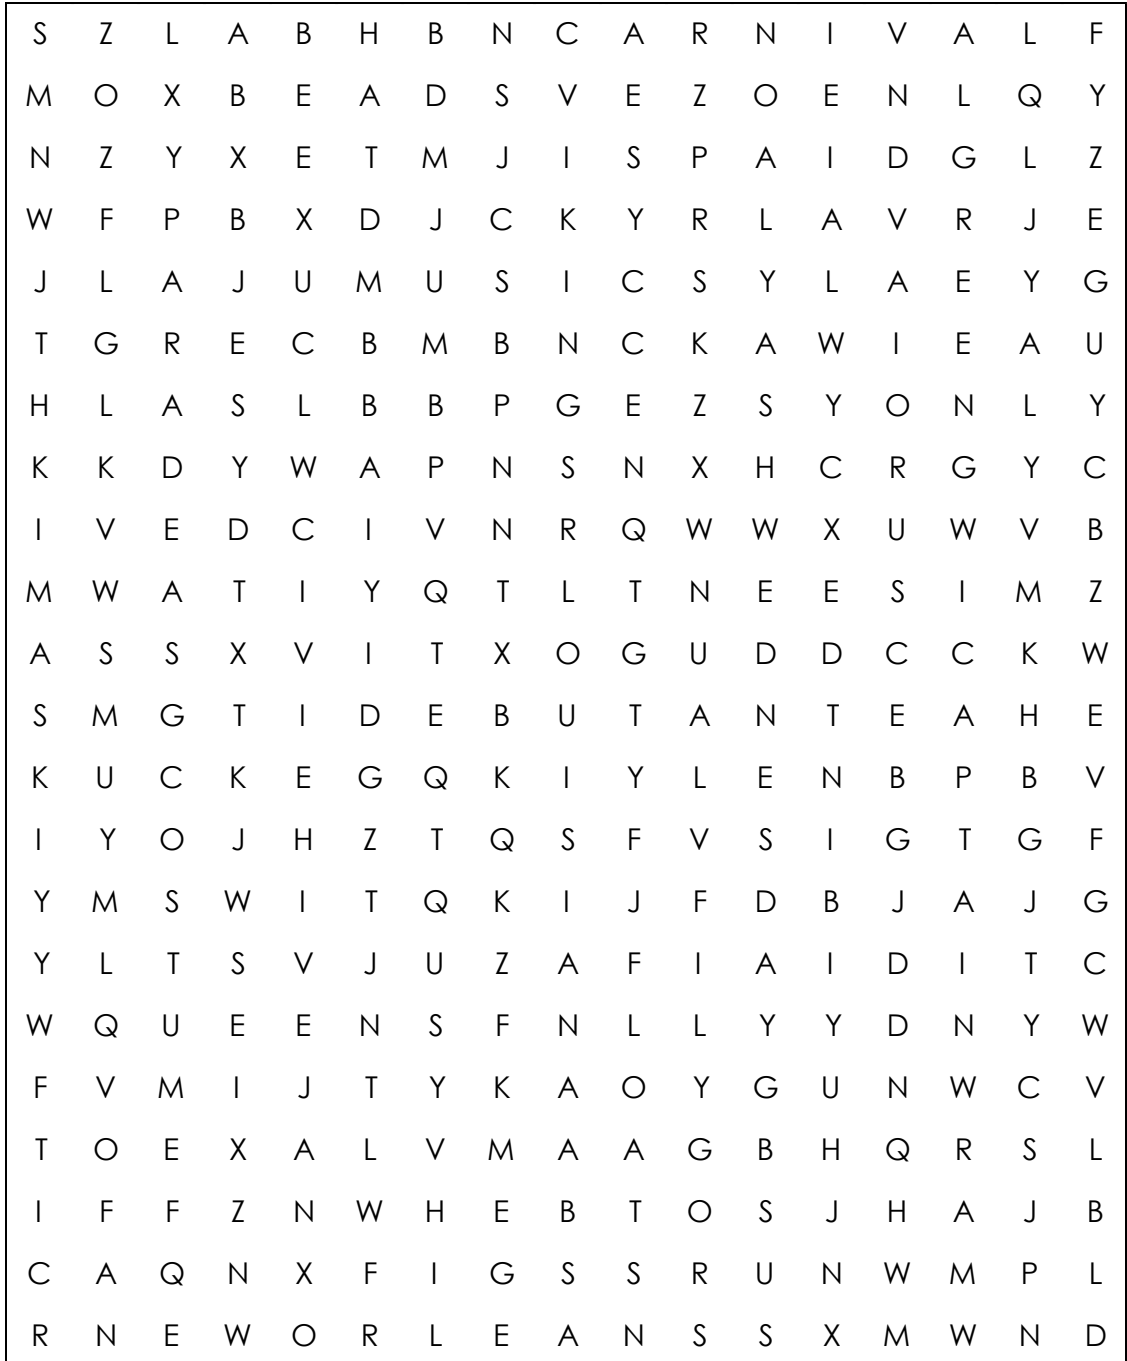 S Z L A B H B N C A R N I V A L F
M O X B E A D S V E Z O E N L Q Y
N Z Y X E T M J I S P A I D G L Z
W F P B X D J C K Y R L A V R J E
J L A J U M U S I C S Y L A E Y G
T G R E C B M B N C K A W I E A U
H L A S L B B P G E Z S Y O N L Y
K K D Y W A P N S N X H C R G Y C
I V E D C I V N R Q W W X U W V B
M W A T I Y Q T L T N E E S I M Z
A S S X V I T X O G U D D C C K W
S M G T I D E B U T A N T E A H E
K U C K E G Q K I Y L E N B P B V
I Y O J H Z T Q S F V S I G T G F
Y M S W I T Q K I J F D B J A J G
Y L T S V J U Z A F I A I D I T C
W Q U E E N S F N L L Y Y D N Y W
F V M I J T Y K A O Y G U N W C V
T O E X A L V M A A G B H Q R S L
I F F Z N W H E B T O S J H A J B
C A Q N X F I G S S R U N W M P L
R N E W O R L E A N S S X M W N D